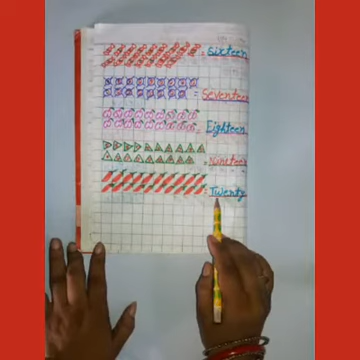 = Sixteen
= Seventeen
= Eighteen
= Nineteen
= Twenty